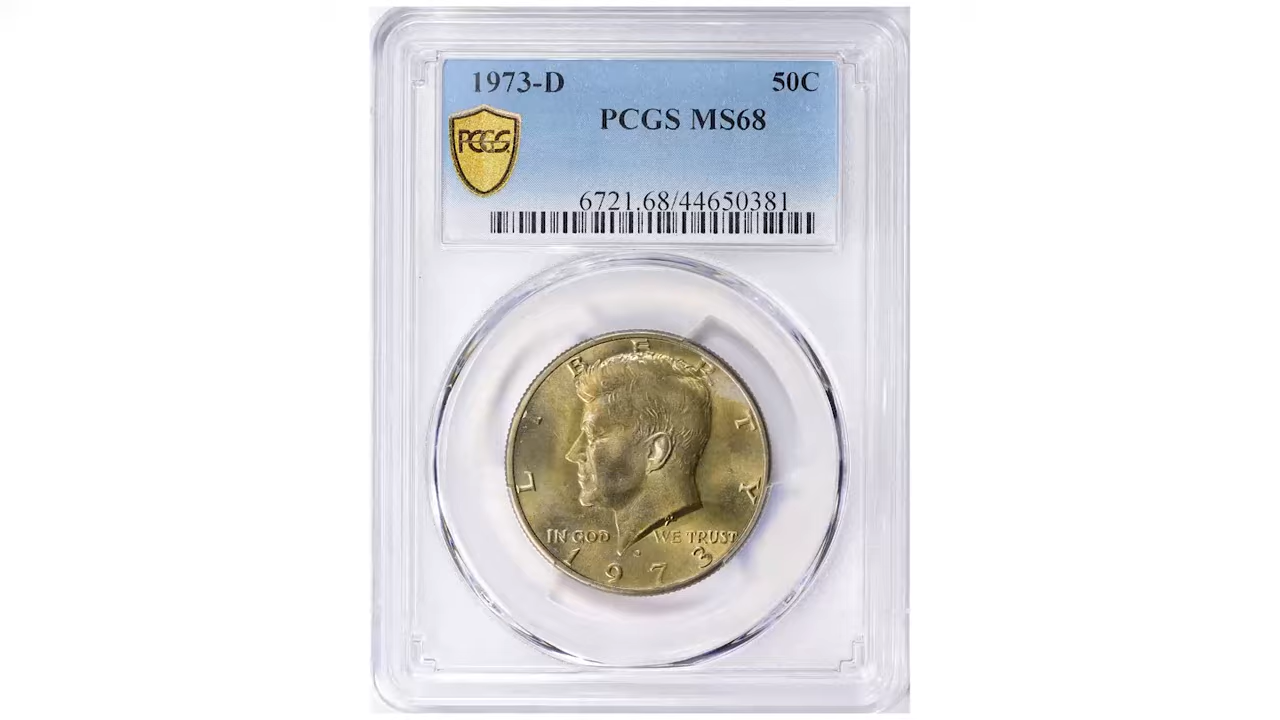 1973-D 50C
PCGS MS68
PCGS
6721.68/44650381
LIBERTY
IN GOD WE TRUST
1973